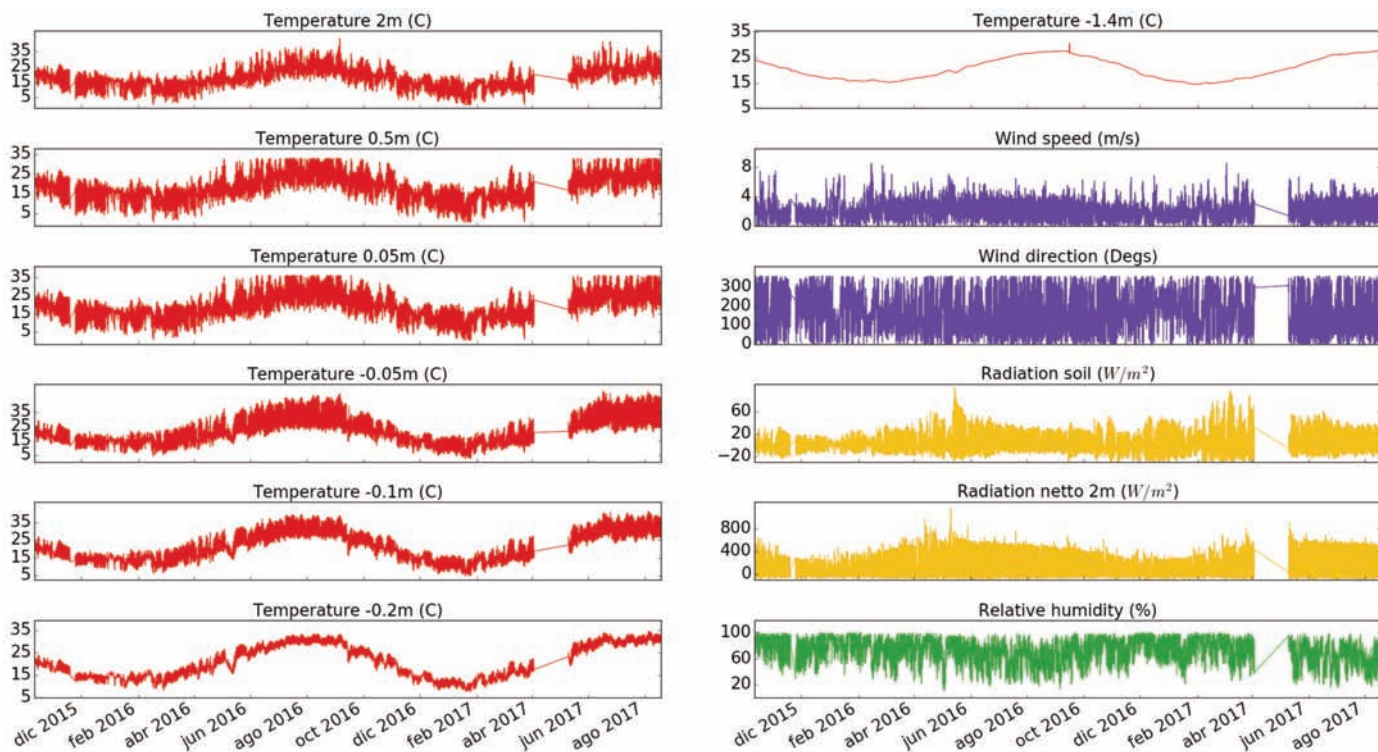 Temperature 2m (C)
35
25
15
5
Temperature 0.5m (C)
35
25
15
5
Temperature 0.05m (C)
35
25
15
5
Temperature -0.05m (C)
45
35
25
15
5
Temperature -0.1m (C)
45
35
25
15
5
Temperature -0.2m (C)
35
25
15
5
dic 2015
feb 2016
abr 2016
jun 2016
ago 2016
oct 2016
dic 2016
feb 2017
abr 2017
jun 2017
ago 2017
Temperature -1.4m (C)
35
25
15
5
Wind speed (m/s)
8
4
0
Wind direction (Degs)
300
200
100
0
Radiation soil (W/m²)
60
20
−20
Radiation netto 2m (W/m²)
800
400
0
Relative humidity (%)
100
60
20
dic 2015
feb 2016
abr 2016
jun 2016
ago 2016
oct 2016
dic 2016
feb 2017
abr 2017
jun 2017
ago 2017